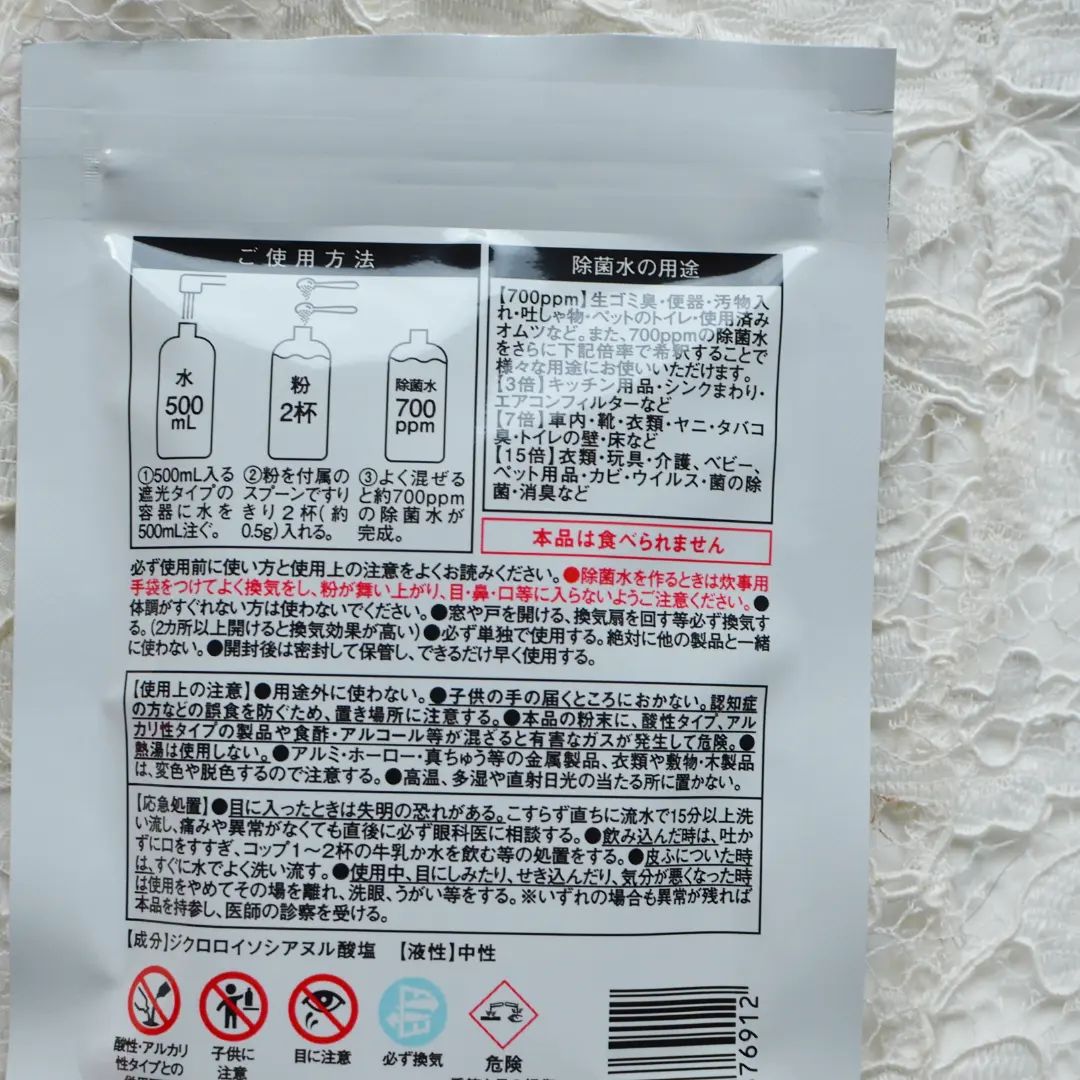 ご使用方法
水
500
mL
粉
2杯
除菌水
700
ppm
①500mL入る
遮光タイプの
容器に水を
500mL注ぐ。
②粉を付属の
スプーンですり
きり2杯(約
0.5g)入れる。
③よく混ぜる
と約700ppm
の除菌水が
完成。
除菌水の用途
【700ppm】生ゴミ臭・便器・汚物入
れ・吐しゃ物・ペットのトイレ・使用済み
オムツなど。また、700ppmの除菌水
をさらに下記倍率で希釈することで
様々な用途にお使いいただけます。
【3倍】キッチン用品・シンクまわり・
エアコンフィルターなど
【7倍】車内・靴・衣類・ヤニ・タバコ
臭・トイレの壁・床など
【15倍】衣類・玩具・介護、ベビー、
ペット用品・カビ・ウイルス・菌の除
菌・消臭など
本品は食べられません
必ず使用前に使い方と使用上の注意をよくお読みください。●除菌水を作るときは炊事用
手袋をつけてよく換気をし、粉が舞い上がり、目・鼻・口等に入らないようご注意ください。●
体調がすぐれない方は使わないでください。●窓や戸を開ける、換気扇を回す等必ず換気す
る。(2カ所以上開けると換気効果が高い)●必ず単独で使用する。絶対に他の製品と一緒
に使わない。●開封後は密封して保管し、できるだけ早く使用する。
【使用上の注意】●用途外に使わない。●子供の手の届くところにおかない。認知症
の方などの誤食を防ぐため、置き場所に注意する。●本品の粉末に、酸性タイプ、アル
カリ性タイプの製品や食酢・アルコール等が混ざると有害なガスが発生して危険。●
熱湯は使用しない。●アルミ・ホーロー・真ちゅう等の金属製品、衣類や敷物・木製品
は、変色や脱色するので注意する。●高温、多湿や直射日光の当たる所に置かない。
【応急処置】●目に入ったときは失明の恐れがある。こすらず直ちに流水で15分以上洗
い流し、痛みや異常がなくても直後に必ず眼科医に相談する。●飲み込んだ時は、吐か
ずに口をすすぎ、コップ1〜2杯の牛乳か水を飲む等の処置をする。●皮ふについた時
は、すぐに水でよく洗い流す。●使用中、目にしみたり、せき込んだり、気分が悪くなった時
は使用をやめてその場を離れ、洗眼、うがい等をする。※いずれの場合も異常が残れば
本品を持参し、医師の診察を受ける。
【成分】ジクロロイソシアヌル酸塩 【液性】中性
酸性・アルカリ
性タイプとの
子供に
注意
目に注意
必ず換気
危険
76912